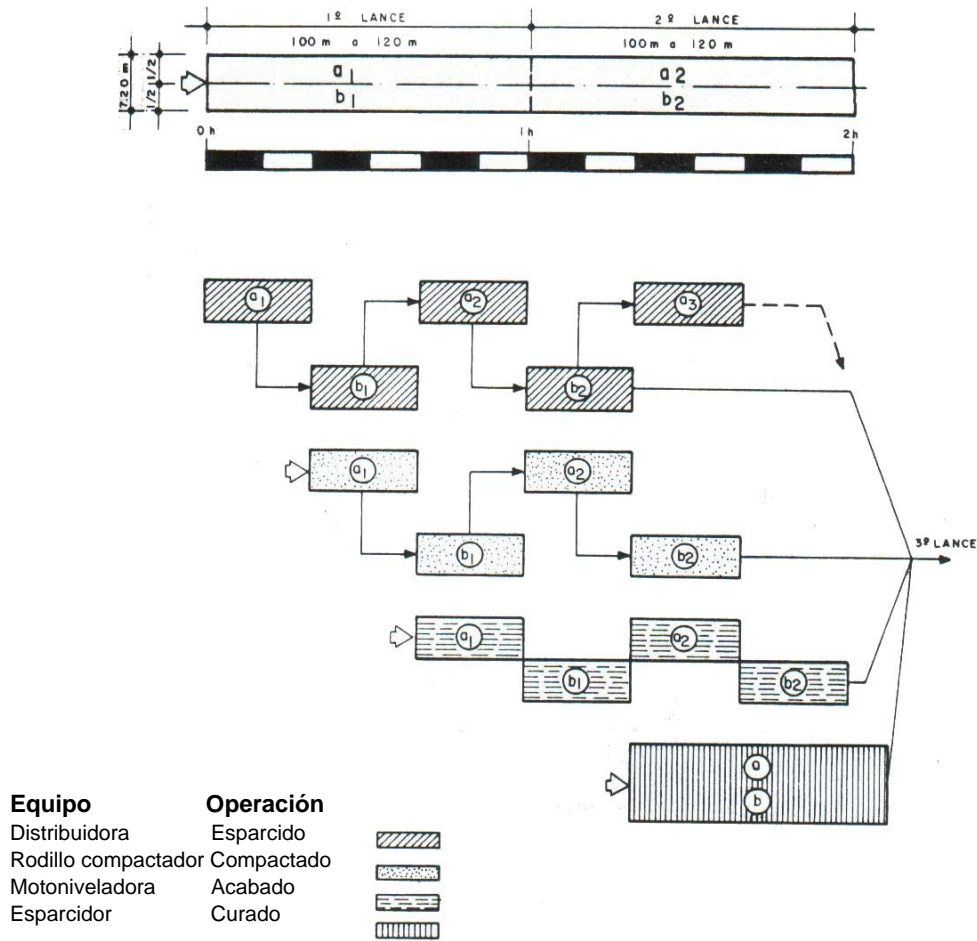 1º LANCE 2º LANCE
100 m a 120 m 100 m a 120 m
7.20 m
1/2 1/2
a1 a2
b1 b2
0 h 1 h 2 h
a1 a2 a3
b1 b2
a1 a2
b1 b2
3º LANCE
a1 a2
b1 b2
a
b
Equipo Operación
Distribuidora Esparcido
Rodillo compactador Compactado
Motoniveladora Acabado
Esparcidor Curado